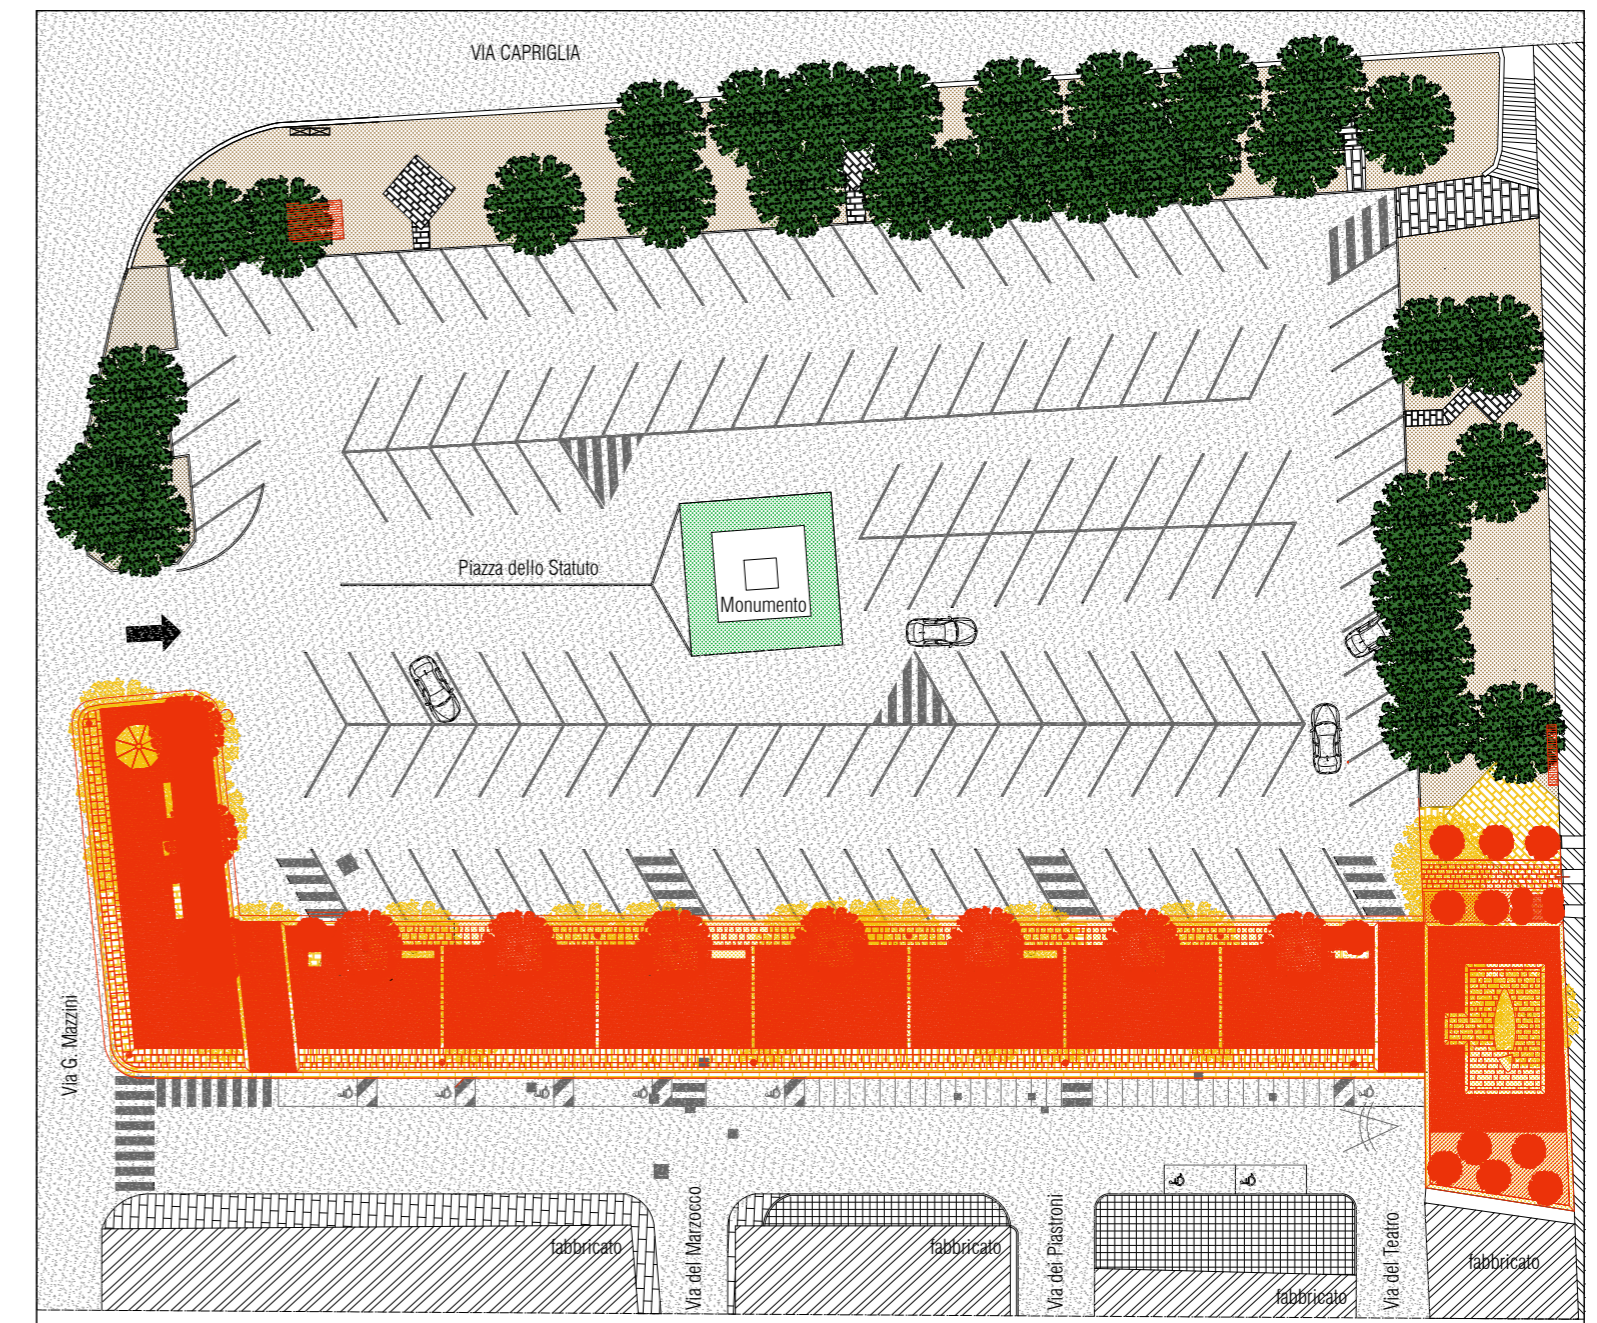 VIA CAPRIGLIA
Piazza dello Statuto
Monumento
Via G. Mazzini
Via del Marzocco
Via dei Piastroni
Via del Teatro
fabbricato
fabbricato
fabbricato
fabbricato